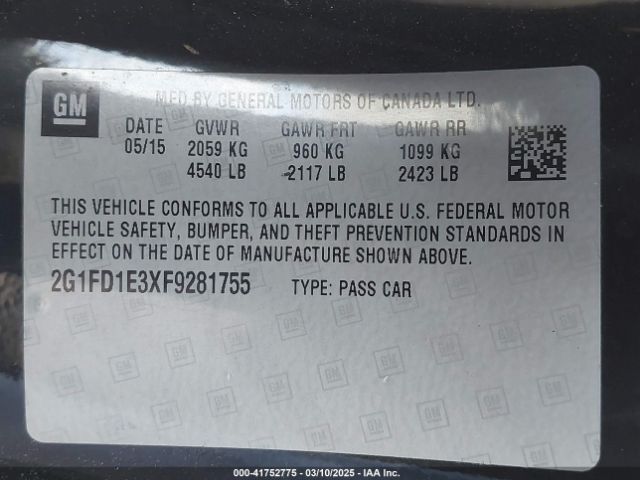 GM
MFD BY GENERAL MOTORS OF CANADA LTD.
DATE GVWR GAWR FRT GAWR RR
05/15 2059 KG 960 KG 1099 KG
4540 LB 2117 LB 2423 LB
THIS VEHICLE CONFORMS TO ALL APPLICABLE U.S. FEDERAL MOTOR
VEHICLE SAFETY, BUMPER, AND THEFT PREVENTION STANDARDS IN
EFFECT ON THE DATE OF MANUFACTURE SHOWN ABOVE.
2G1FD1E3XF9281755 TYPE: PASS CAR
000-41752775 — 03/10/2025 — IAA Inc.